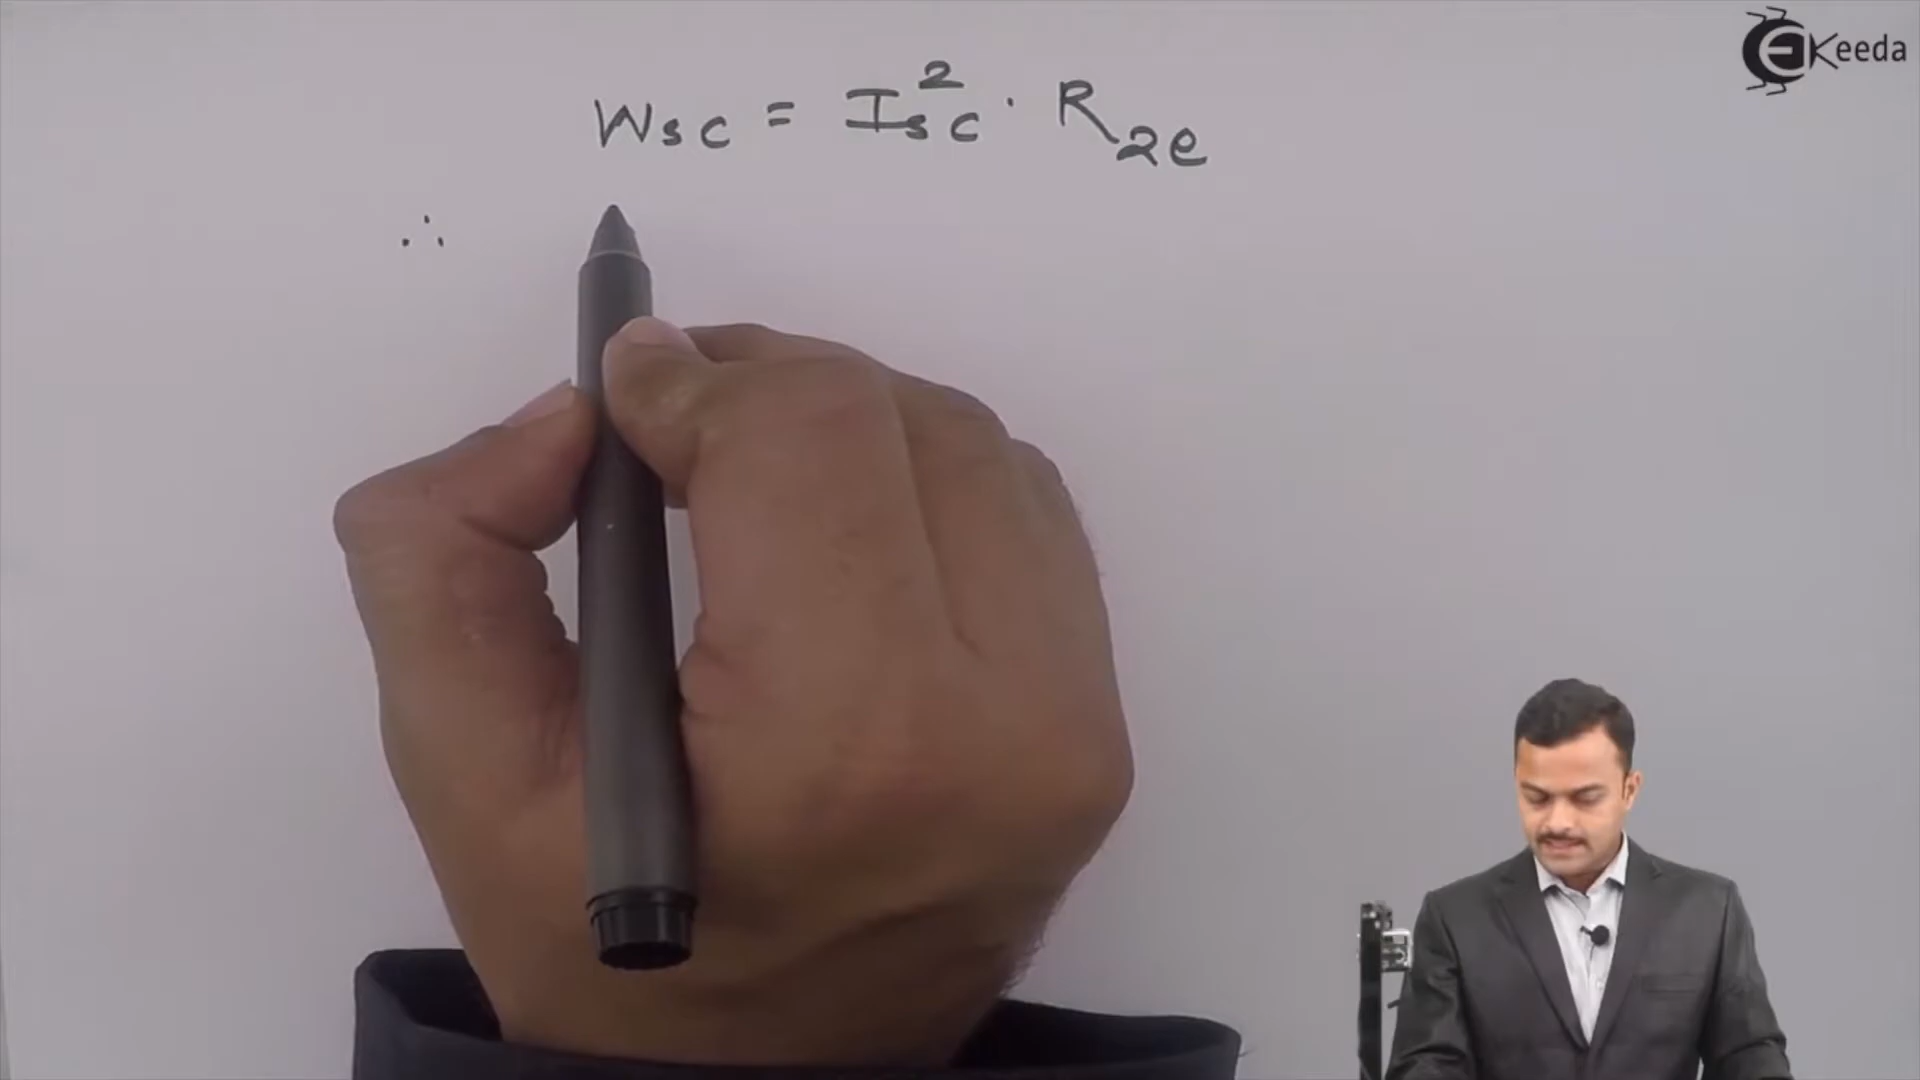 Wsc = Isc² · R2e
∴
EKeeda